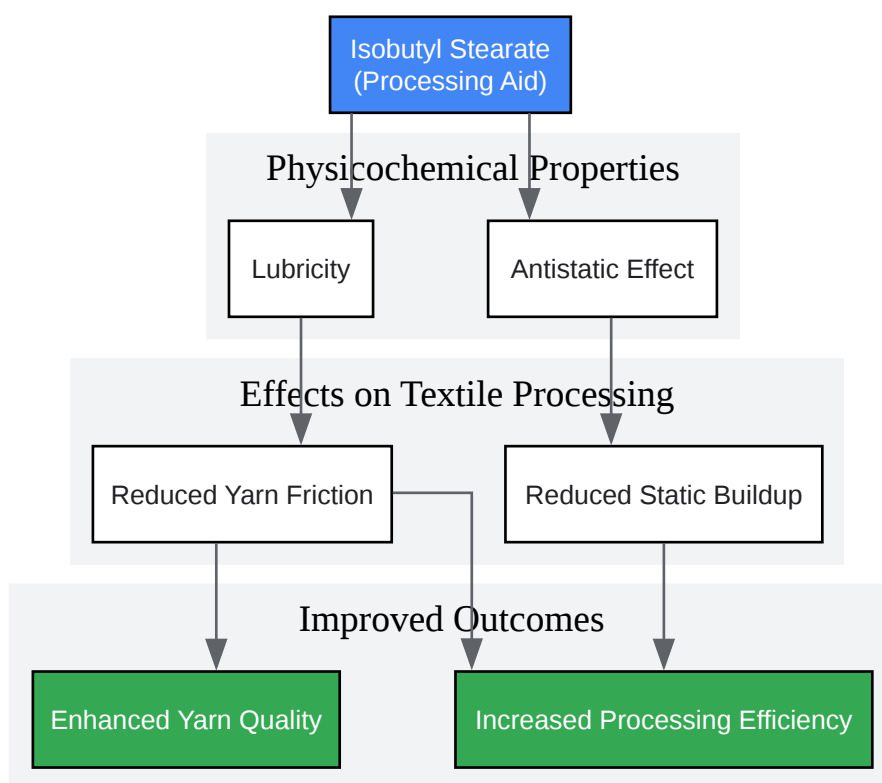 Isobutyl Stearate
(Processing Aid)
Physicochemical Properties
Lubricity
Antistatic Effect
Effects on Textile Processing
Reduced Yarn Friction
Reduced Static Buildup
Improved Outcomes
Enhanced Yarn Quality
Increased Processing Efficiency